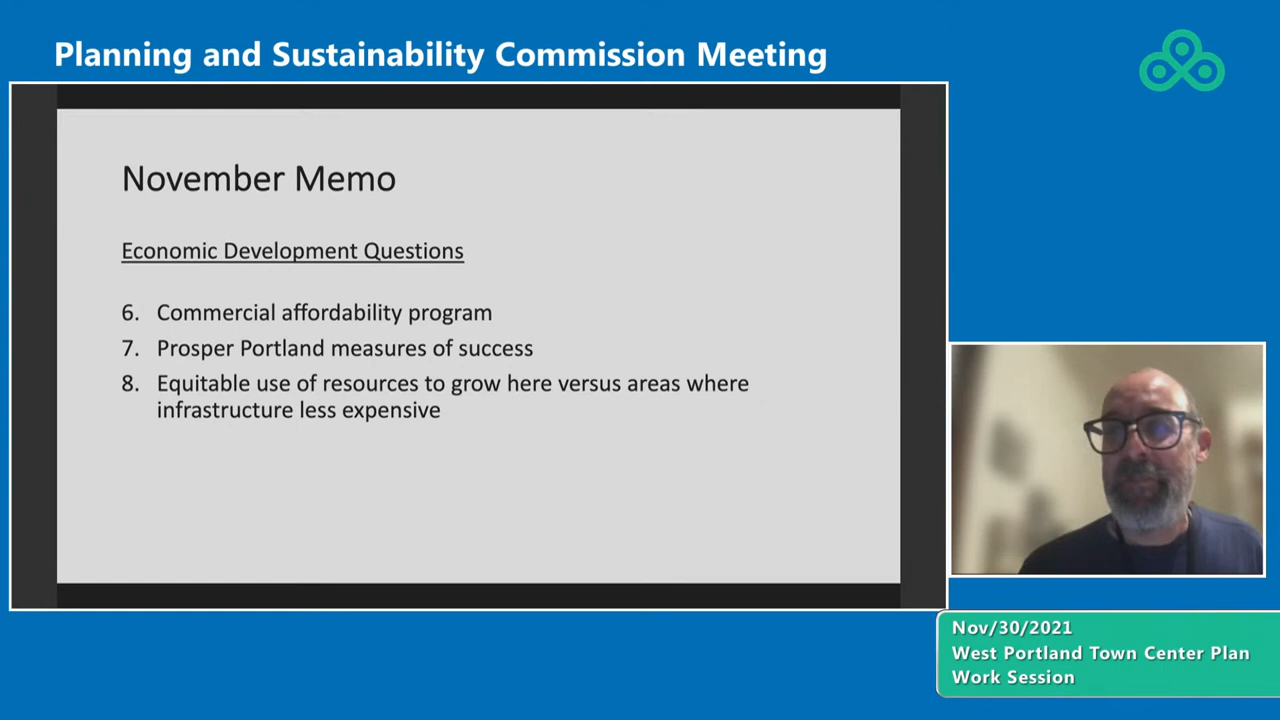 Planning and Sustainability Commission Meeting
November Memo
Economic Development Questions
6. Commercial affordability program
7. Prosper Portland measures of success
8. Equitable use of resources to grow here versus areas where
infrastructure less expensive
Nov/30/2021
West Portland Town Center Plan
Work Session